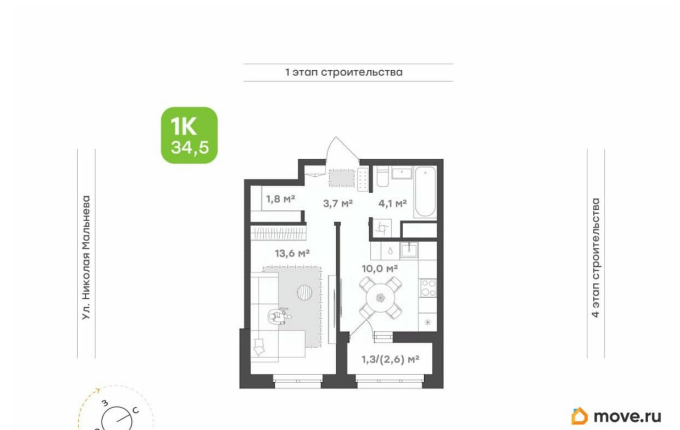 1 этап строительства
1К
34,5
Ул. Николая Мальнева
4 этап строительства
1,8 м²
3,7 м²
4,1 м²
13,6 м²
10,0 м²
1,3/(2,6) м²
З
С
move.ru